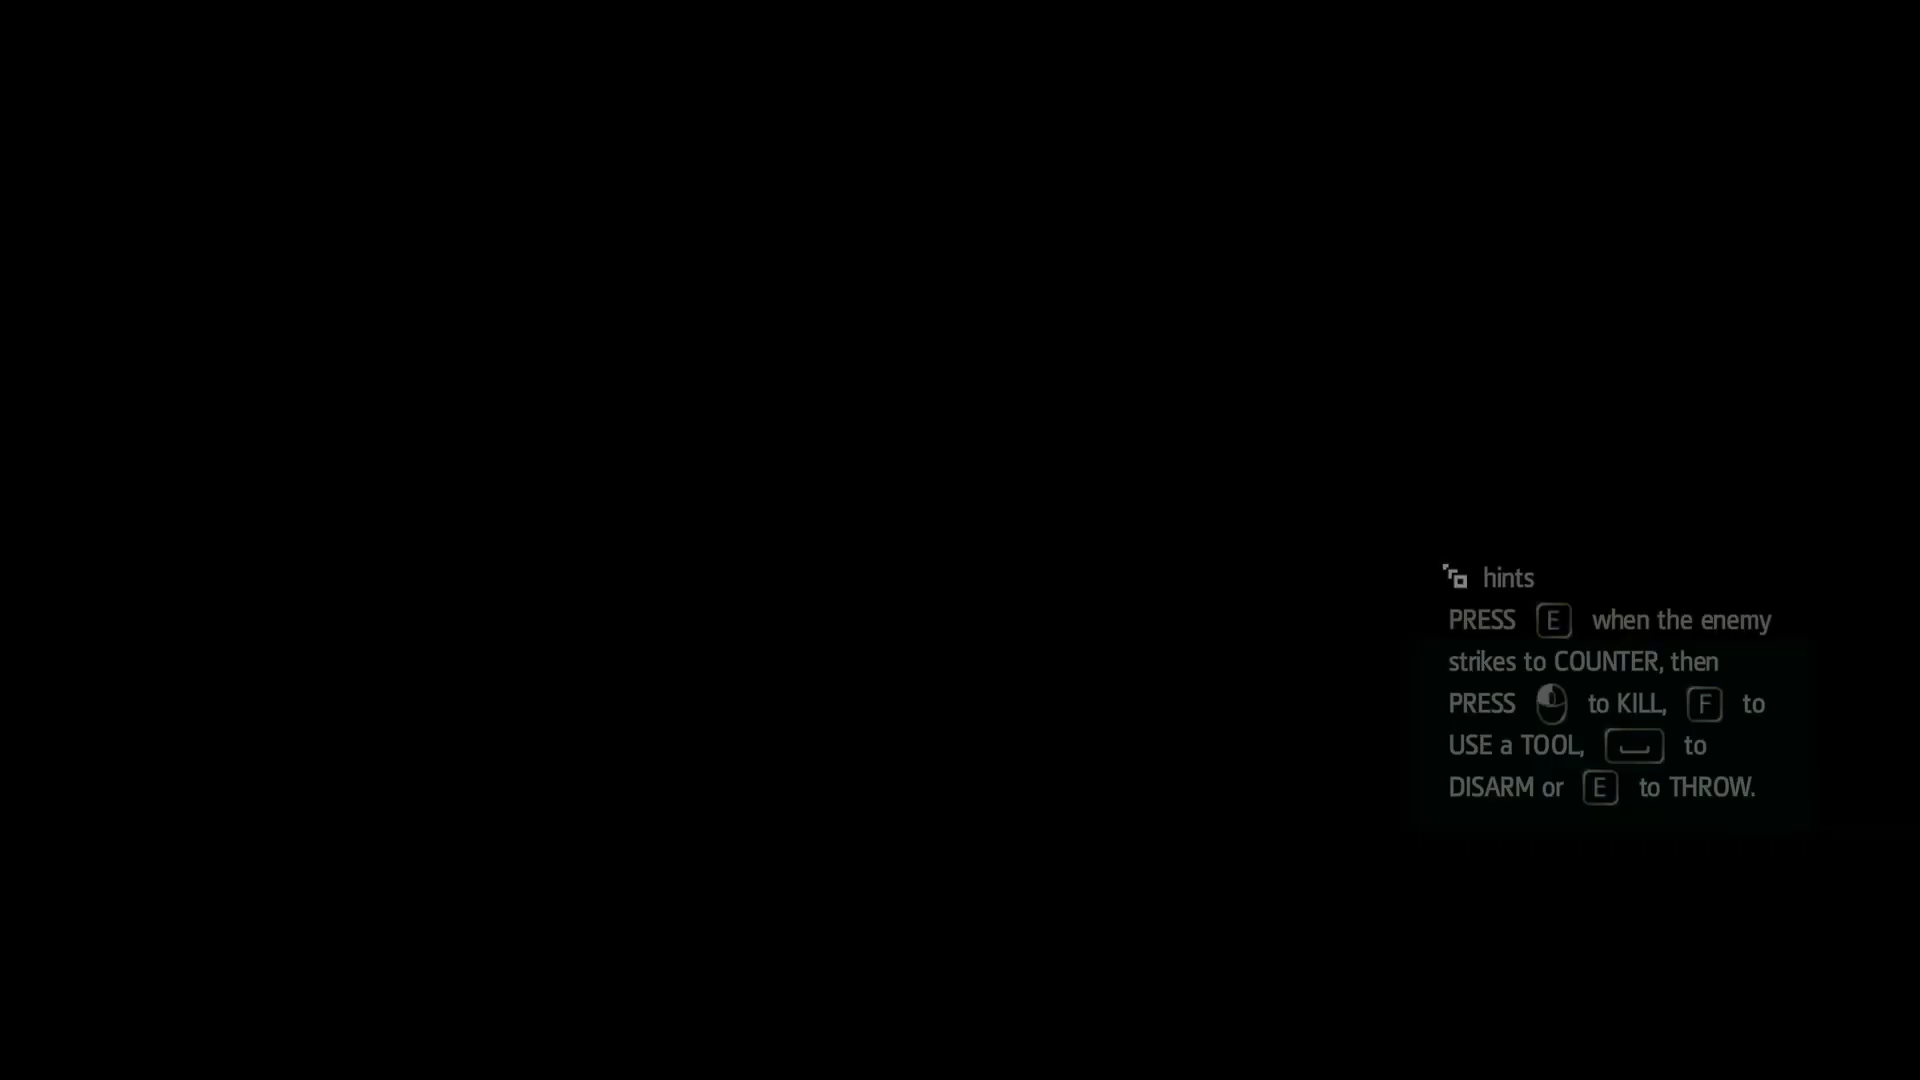 hints
PRESS E when the enemy
strikes to COUNTER, then
PRESS to KILL, F to
USE a TOOL, to
DISARM or E to THROW.